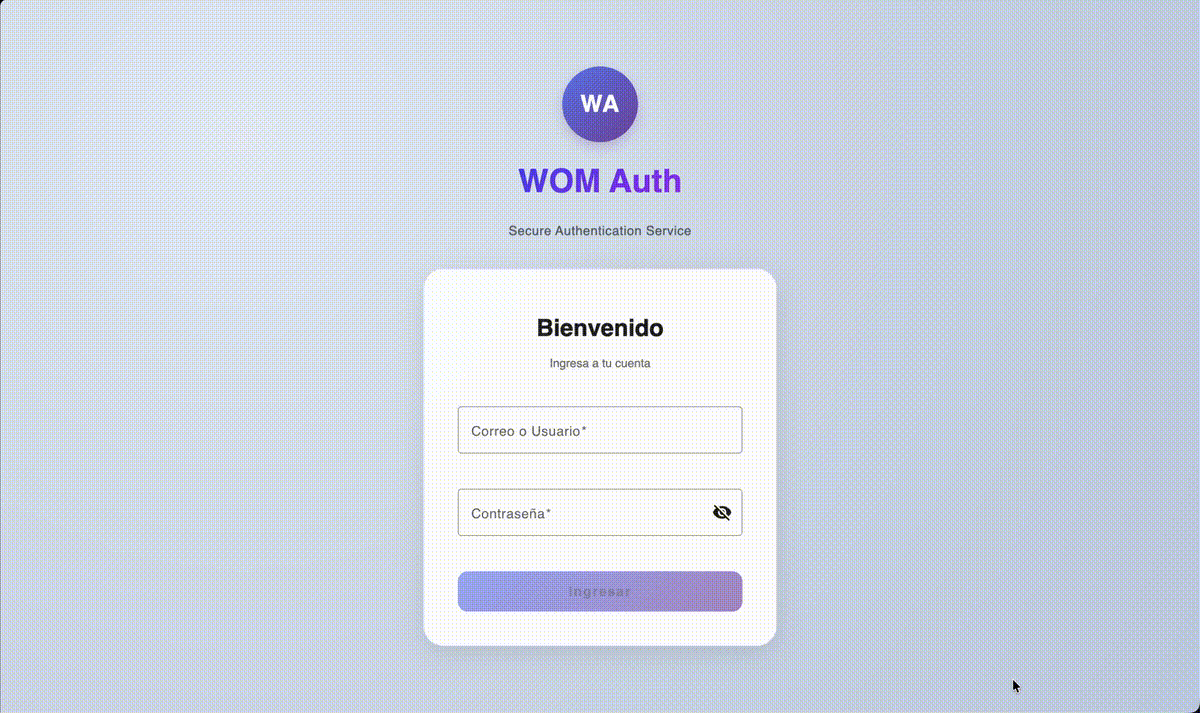 WA
WOM Auth
Secure Authentication Service
Bienvenido
Ingresa a tu cuenta
Correo o Usuario*
Contraseña*
Ingresar